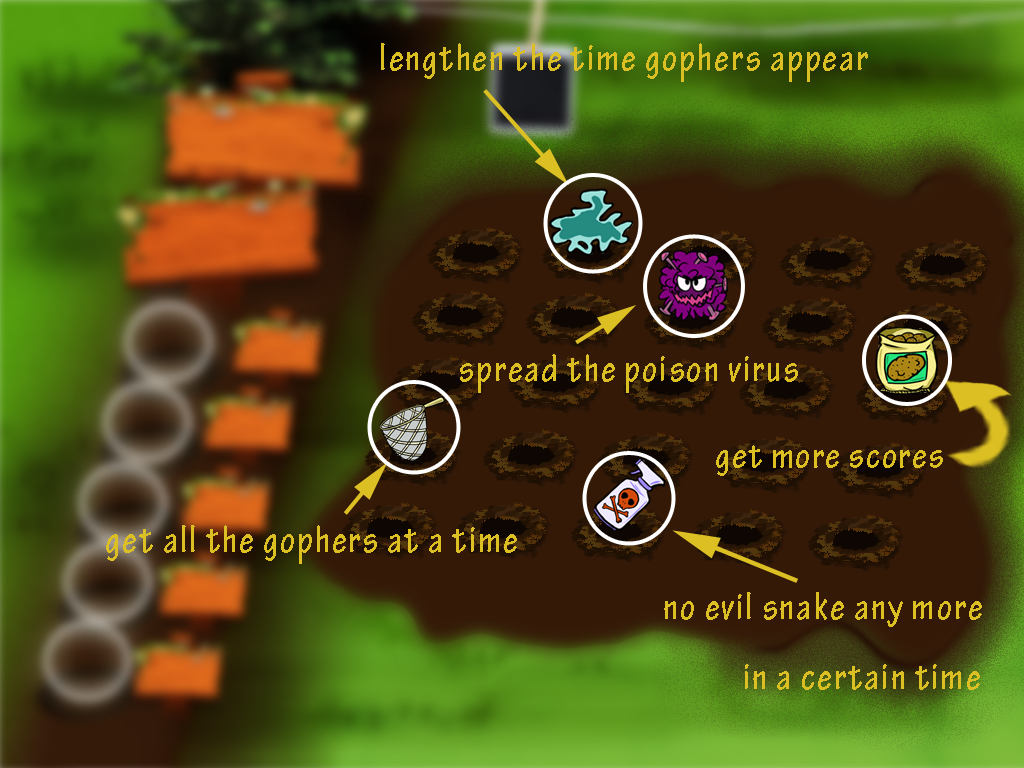 lengthen the time gophers appear
spread the poison virus
get more scores
get all the gophers at a time
no evil snake any more
in a certain time